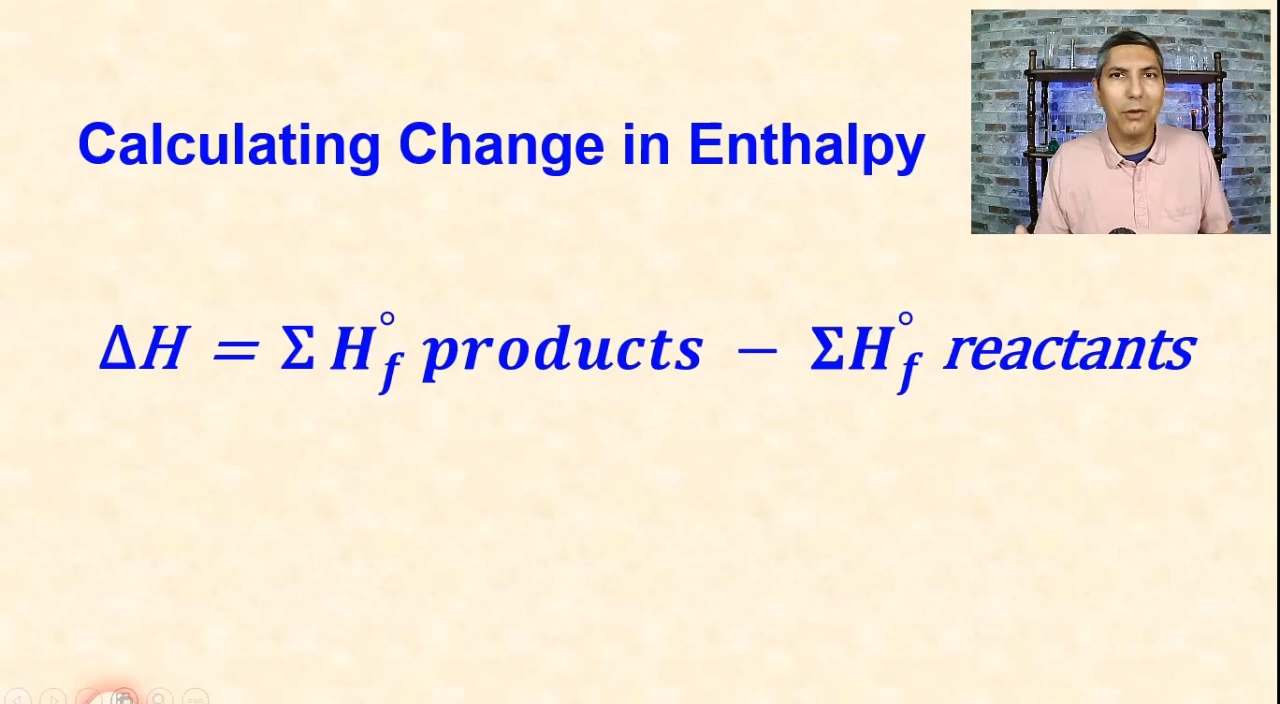 Calculating Change in Enthalpy
ΔH = Σ H°f products − ΣH°f reactants